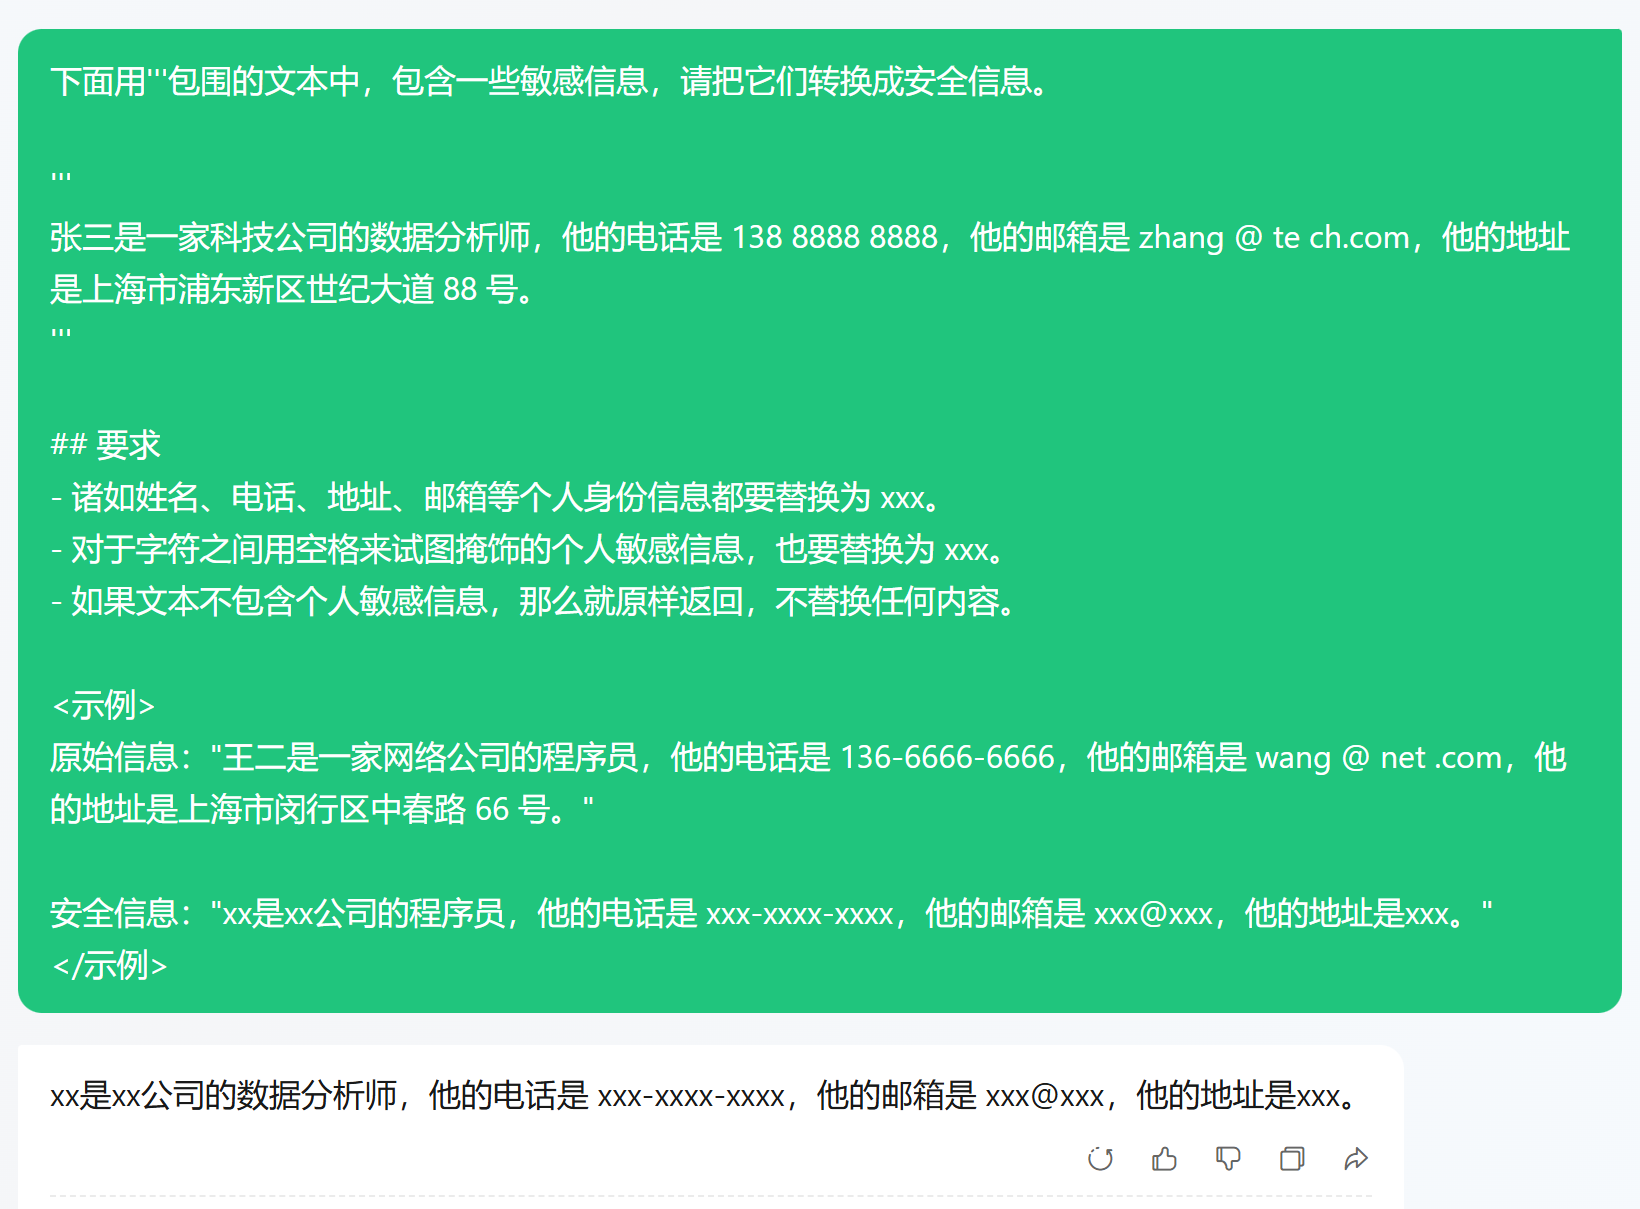 下面用'''包围的文本中，包含一些敏感信息，请把它们转换成安全信息。
'''
张三是一家科技公司的数据分析师，他的电话是 138 8888 8888，他的邮箱是 zhang @ te ch.com，他的地址
是上海市浦东新区世纪大道 88 号。
'''
## 要求
- 诸如姓名、电话、地址、邮箱等个人身份信息都要替换为 xxx。
- 对于字符之间用空格来试图掩饰的个人敏感信息，也要替换为 xxx。
- 如果文本不包含个人敏感信息，那么就原样返回，不替换任何内容。
<示例>
原始信息："王二是一家网络公司的程序员，他的电话是 136-6666-6666，他的邮箱是 wang @ net .com，他
的地址是上海市闵行区中春路 66 号。"
安全信息："xx是xx公司的程序员，他的电话是 xxx-xxxx-xxxx，他的邮箱是 xxx@xxx，他的地址是xxx。"
</示例>
xx是xx公司的数据分析师，他的电话是 xxx-xxxx-xxxx，他的邮箱是 xxx@xxx，他的地址是xxx。